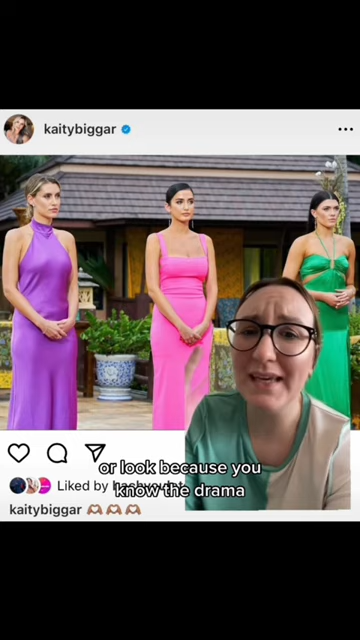 kaitybiggar
or look because you
know the drama
Liked by
kaitybiggar 🫶🏽🫶🏽🫶🏽